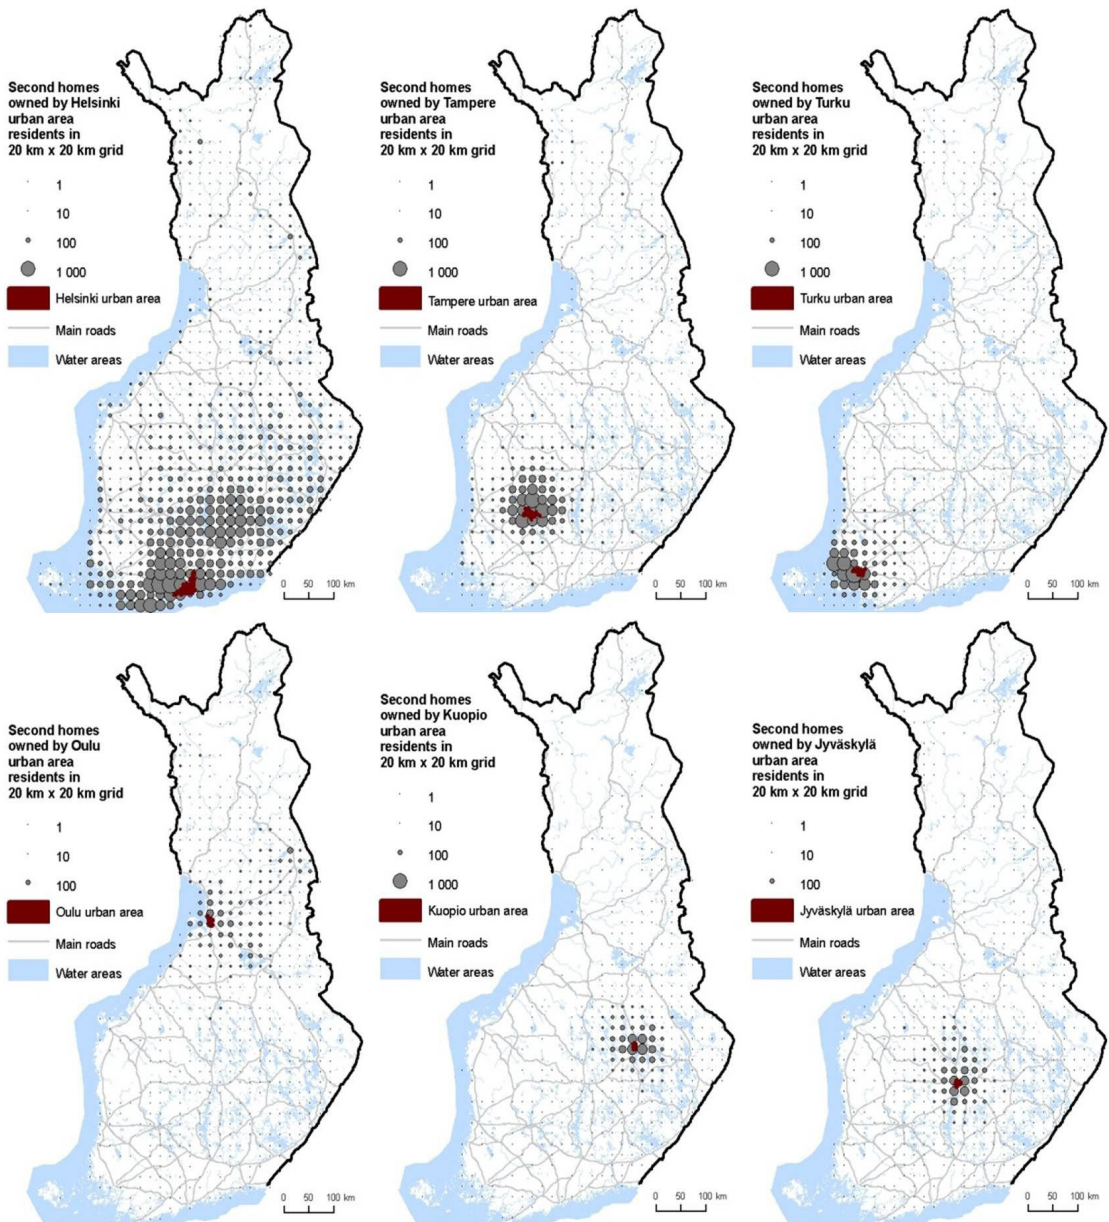 Second homes
owned by Helsinki
urban area
residents in
20 km x 20 km grid
1
10
100
1 000
Helsinki urban area
Main roads
Water areas
0 100 km
Second homes
owned by Tampere
urban area
residents in
20 km x 20 km grid
1
10
100
1 000
Tampere urban area
Main roads
Water areas
0 50 100 km
Second homes
owned by Turku
urban area
residents in
20 km x 20 km grid
1
10
100
1 000
Turku urban area
Main roads
Water areas
0 50 100 km
Second homes
owned by Oulu
urban area
residents in
20 km x 20 km grid
1
10
100
Oulu urban area
Main roads
Water areas
0 50 100 km
Second homes
owned by Kuopio
urban area
residents in
20 km x 20 km grid
1
10
100
1 000
Kuopio urban area
Main roads
Water areas
0 50 100 km
Second homes
owned by Jyväskylä
urban area
residents in
20 km x 20 km grid
1
10
100
Jyväskylä urban area
Main roads
Water areas
0 50 100 km